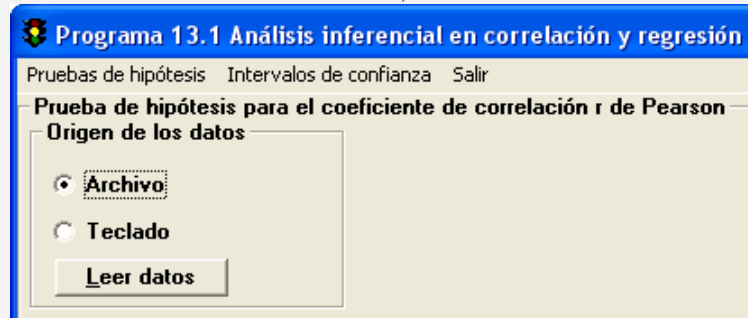 Programa 13.1 Análisis inferencial en correlación y regresión
Pruebas de hipótesis Intervalos de confianza Salir
Prueba de hipótesis para el coeficiente de correlación r de Pearson
Origen de los datos
Archivo
Teclado
Leer datos